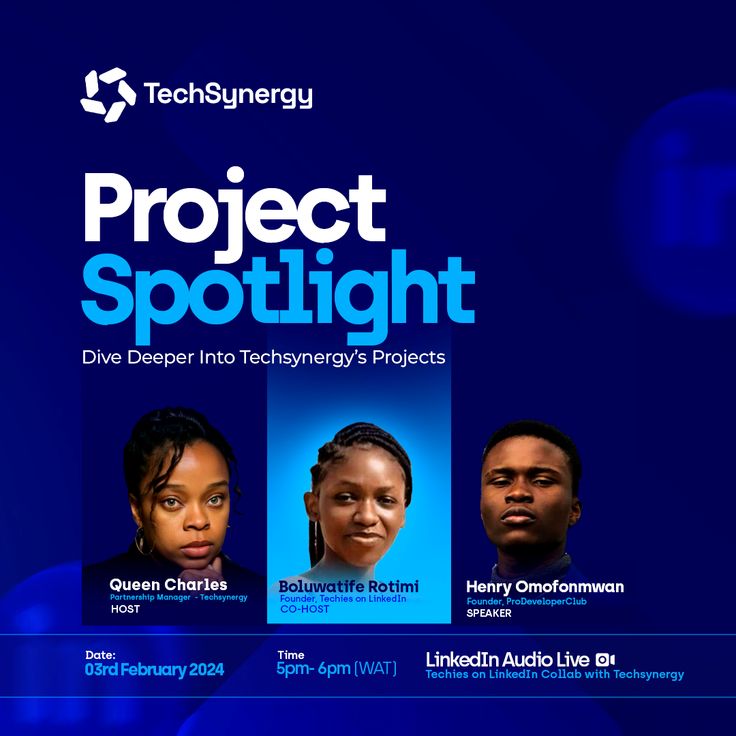 TechSynergy
Project
Spotlight
Dive Deeper Into Techsynergy's Projects
Queen Charles
Partnership Manager - Techsynergy
HOST
Boluwatife Rotimi
Founder, Techies on LinkedIn
CO-HOST
Henry Omofonmwan
Founder, ProDeveloperClub
SPEAKER
Date:
03rd February 2024
Time
5pm- 6pm (WAT)
LinkedIn Audio Live
Techies on LinkedIn Collab with Techsynergy
in
in